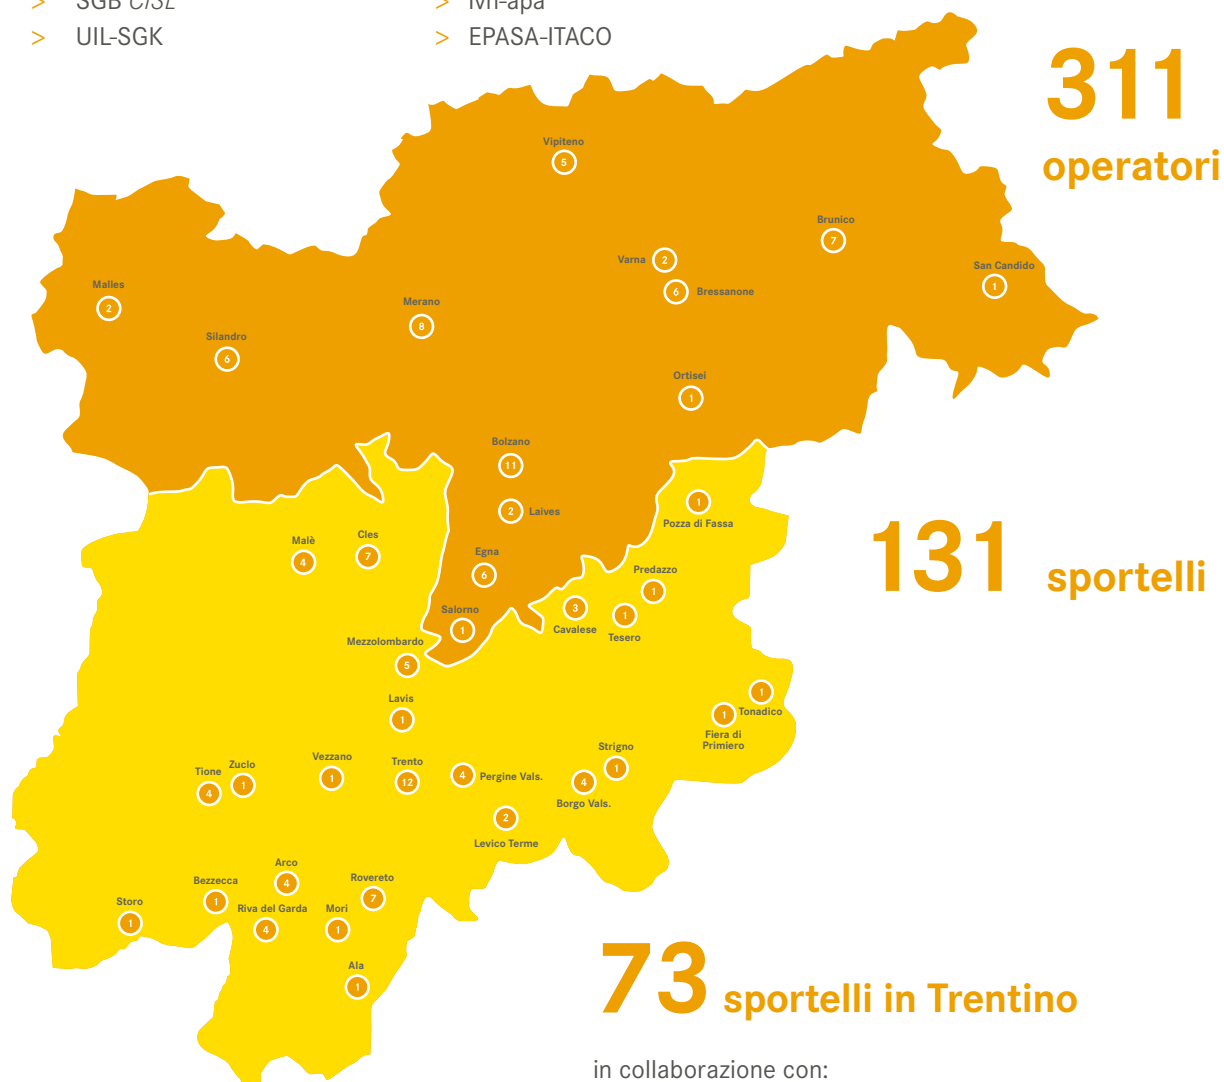 > SGB CISL
> lvh-apa
> UIL-SGK
> EPASA-ITACO
311
operatori
Vipiteno
5
Brunico
7
Varna
2
San Candido
1
6
Bressanone
Malles
2
Merano
8
Silandro
6
Ortisei
1
Bolzano
11
2
Laives
Pozza di Fassa
1
131 sportelli
Malè
4
Cles
7
Egna
6
Predazzo
1
3
Cavalese
1
Tesero
Salorno
1
Mezzolombardo
5
Lavis
1
1
Tonadico
1
Fiera di
Primiero
Strigno
1
Vezzano
1
Trento
12
4
Pergine Vals.
Tione
4
Zuclo
1
4
Borgo Vals.
2
Levico Terme
Arco
4
Rovereto
7
Bezzecca
1
Storo
1
Riva del Garda
4
Mori
1
Ala
1
73 sportelli in Trentino
in collaborazione con: